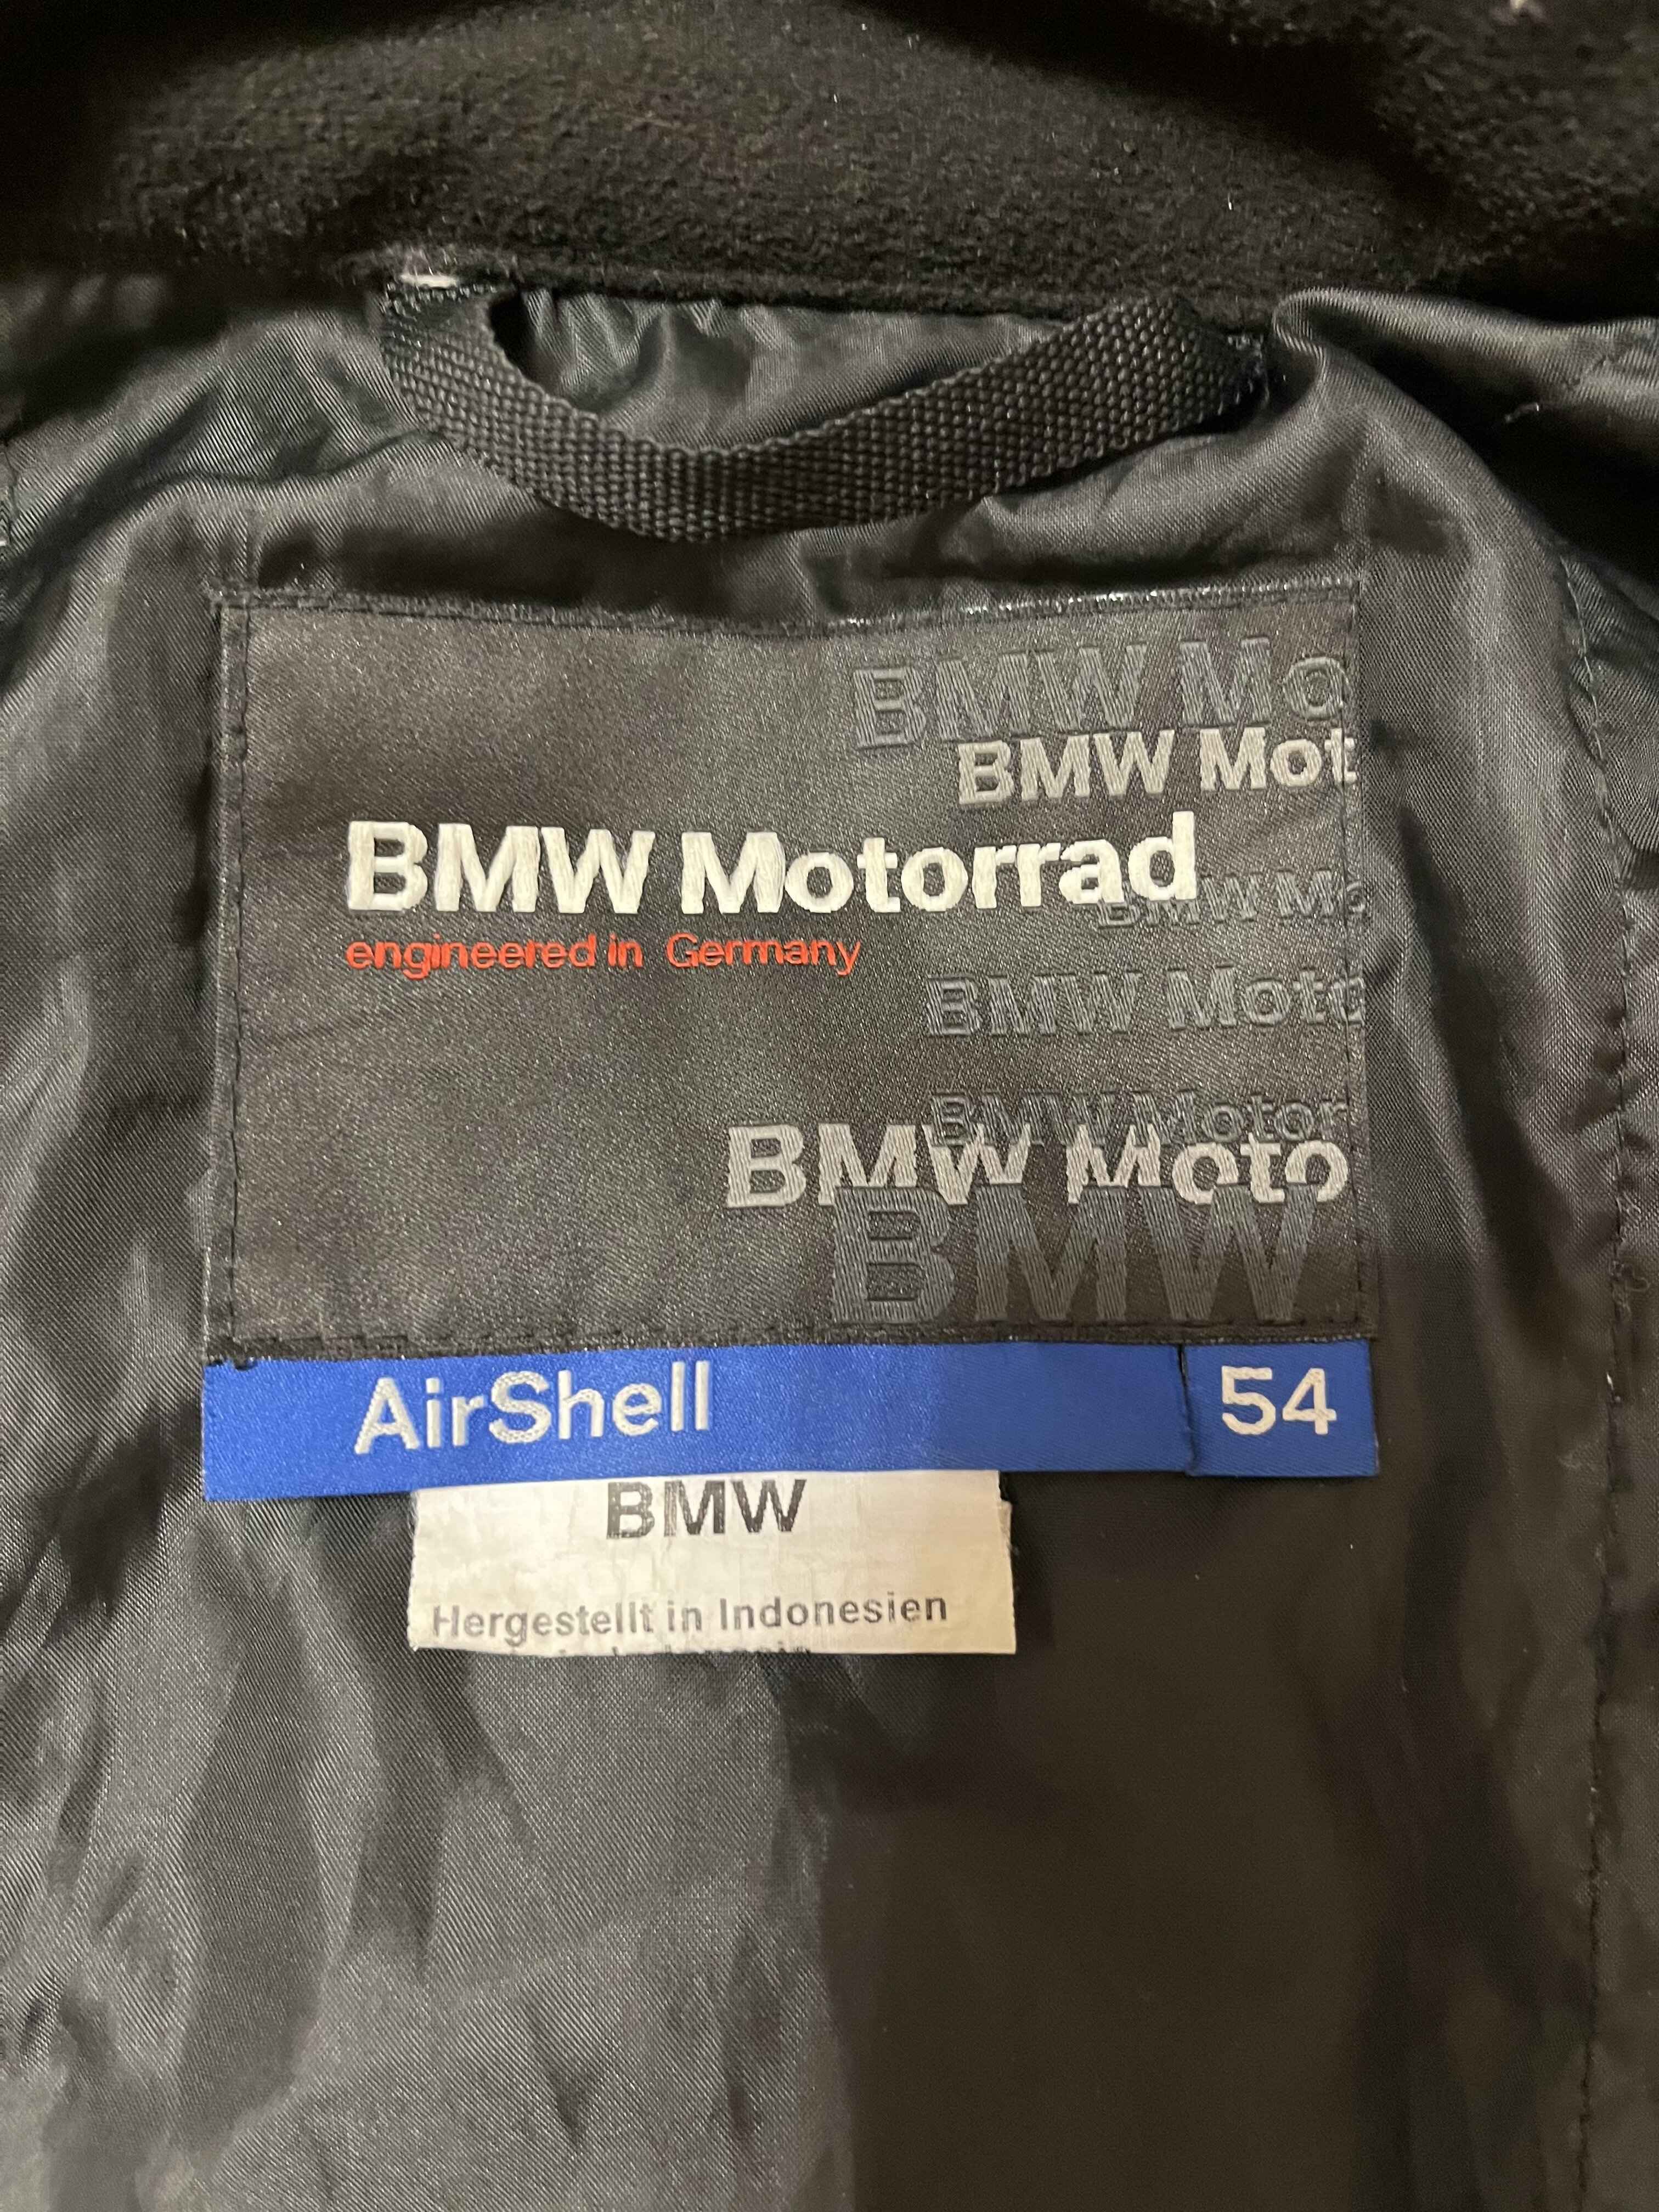 BMW Mo
BMW Mot
BMW Motorrad
BMW Mo
engineered in Germany
BMW Moto
BMW Motor
BMW Moto
BMW
AirShell 54
BMW
Hergestellt in Indonesien